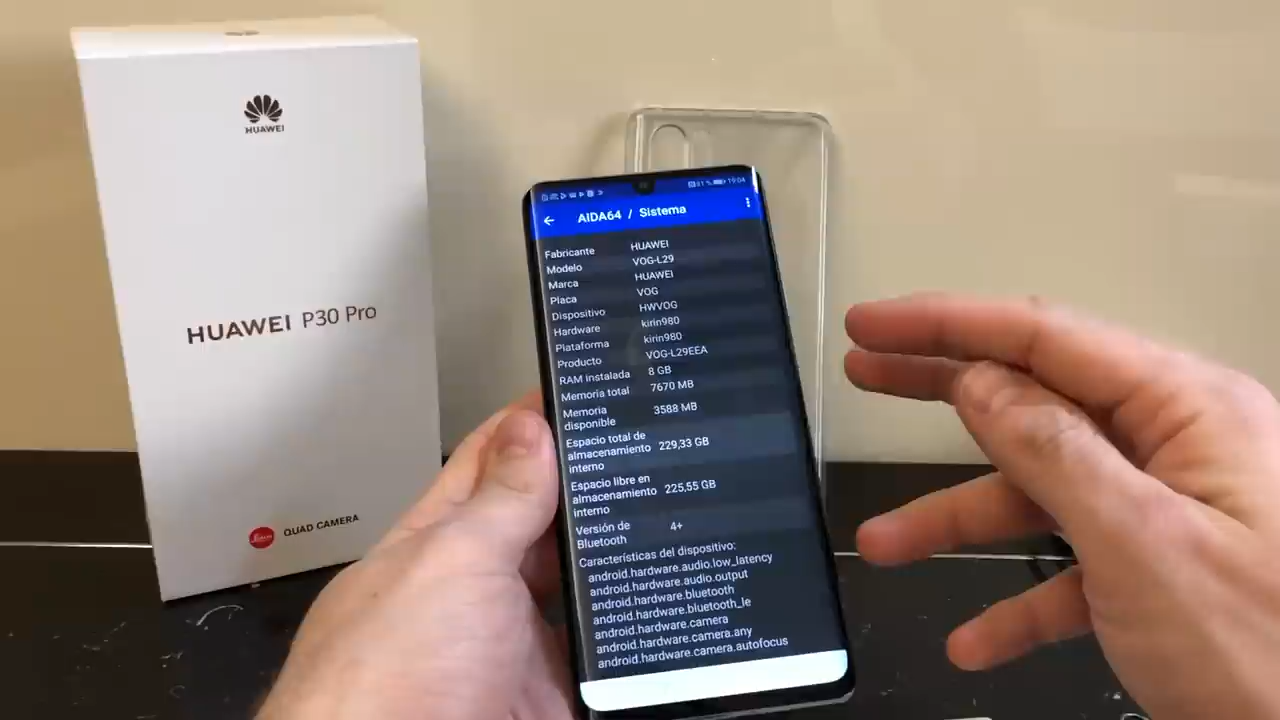 HUAWEI
HUAWEI P30 Pro
QUAD CAMERA
19:04
AIDA64 / Sistema
Fabricante HUAWEI
Modelo VOG-L29
Marca HUAWEI
Placa VOG
Dispositivo HWVOG
Hardware kirin980
Plataforma kirin980
Producto VOG-L29EEA
RAM instalada 8 GB
Memoria total 7670 MB
Memoria
disponible 3588 MB
Espacio total de
almacenamiento 229,33 GB
interno
Espacio libre en
almacenamiento 225,55 GB
interno
Versión de
Bluetooth 4+
Características del dispositivo:
android.hardware.audio.low_latency
android.hardware.audio.output
android.hardware.bluetooth
android.hardware.bluetooth_le
android.hardware.camera
android.hardware.camera.any
android.hardware.camera.autofocus